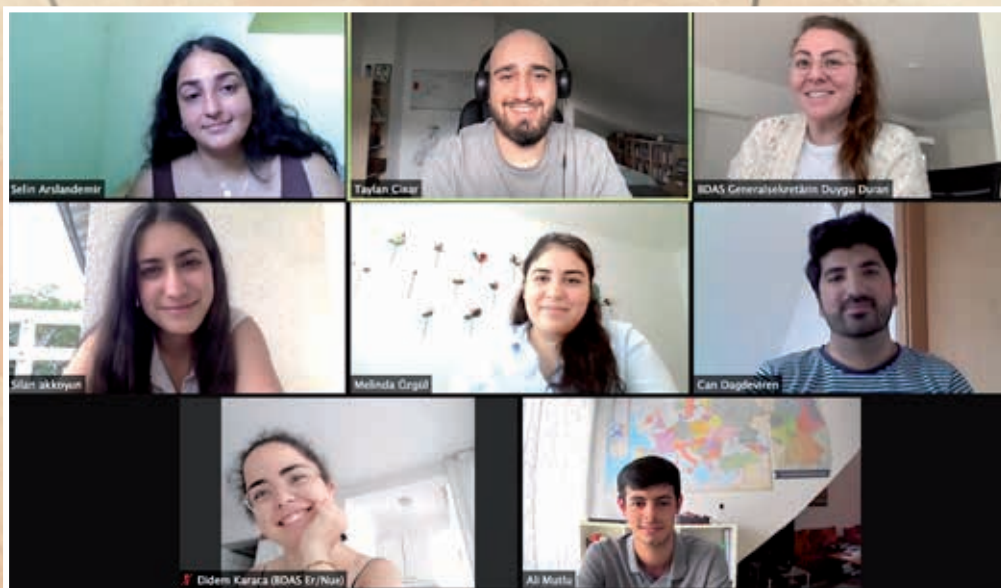 Selin Arslandemir
Taylan Cinar
BDAS Generalsekretärin Duygu Duran
Silan akkoyun
Melinda Özgül
Can Dagdeviren
Didem Karaca (BDAS Er/Nue)
Ali Mutlu